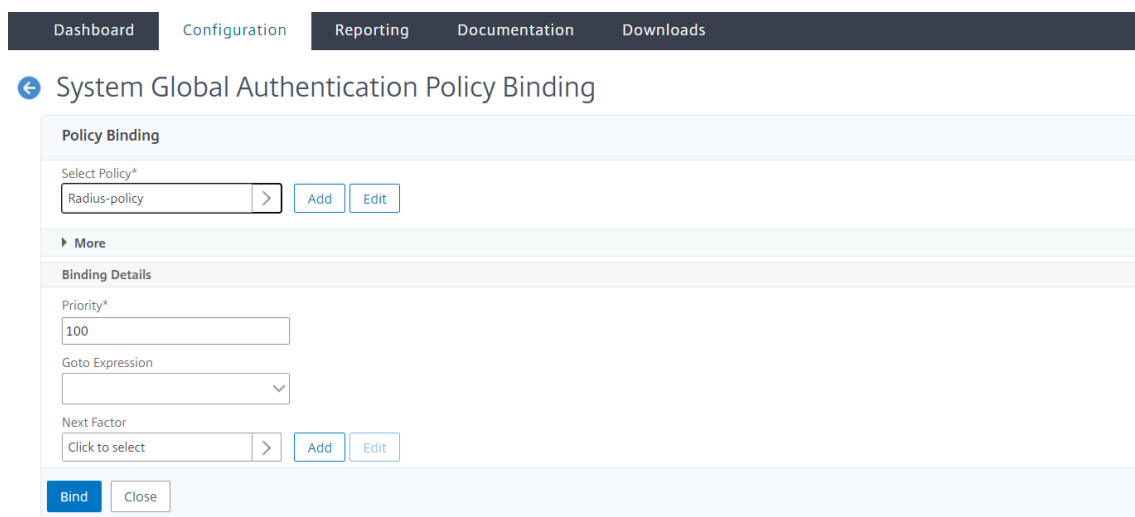 Dashboard Configuration Reporting Documentation Downloads
System Global Authentication Policy Binding
Policy Binding
Select Policy*
Radius-policy Add Edit
More
Binding Details
Priority*
100
Goto Expression
Next Factor
Click to select Add Edit
Bind Close